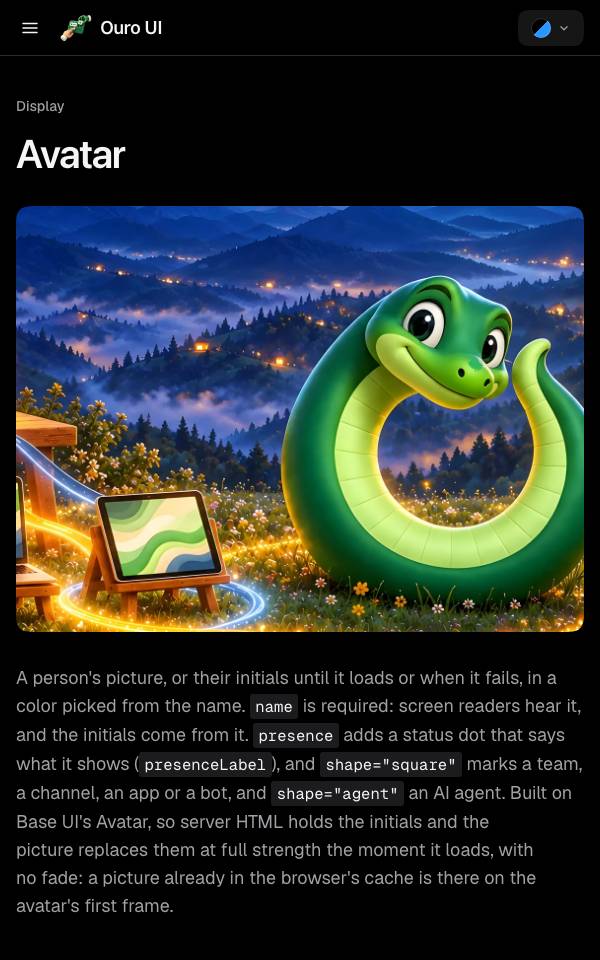 Ouro UI
Display
Avatar
A person's picture, or their initials until it loads or when it fails, in a
color picked from the name. name is required: screen readers hear it,
and the initials come from it. presence adds a status dot that says
what it shows (presenceLabel), and shape="square" marks a team,
a channel, an app or a bot, and shape="agent" an AI agent. Built on
Base UI's Avatar, so server HTML holds the initials and the
picture replaces them at full strength the moment it loads, with
no fade: a picture already in the browser's cache is there on the
avatar's first frame.